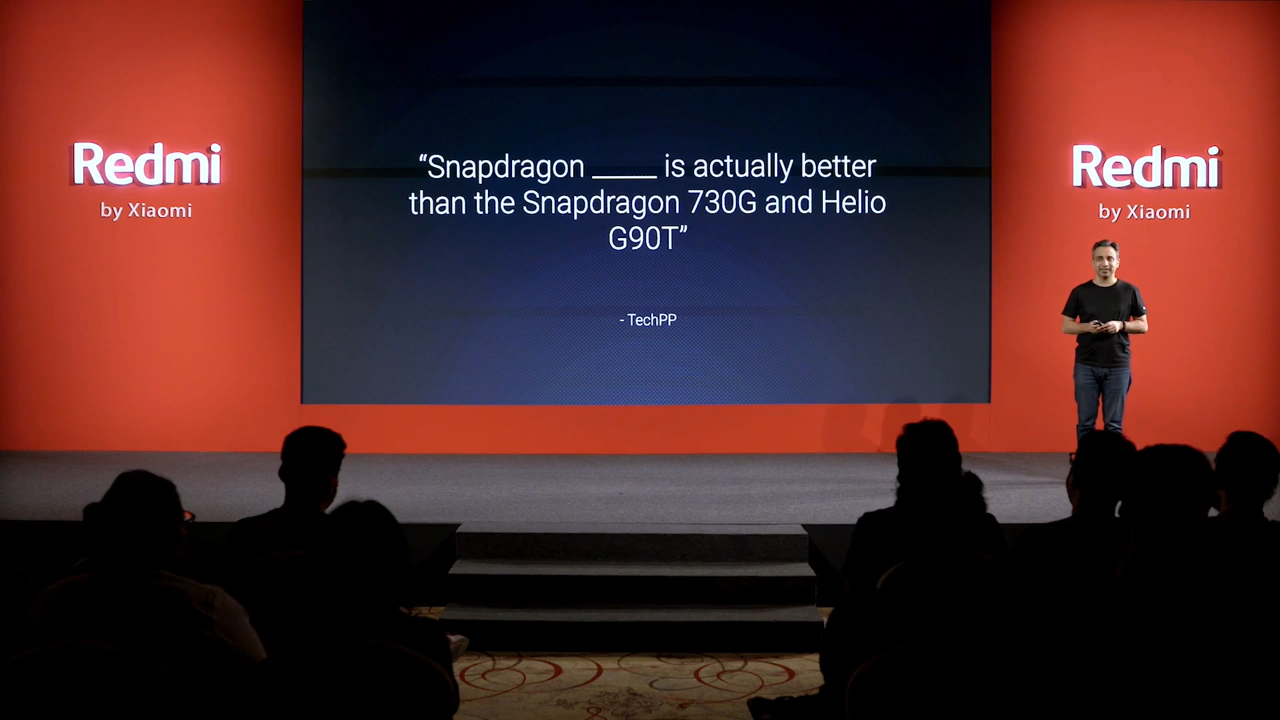 Redmi
by Xiaomi
“Snapdragon _____ is actually better
than the Snapdragon 730G and Helio
G90T”
- TechPP
Redmi
by Xiaomi